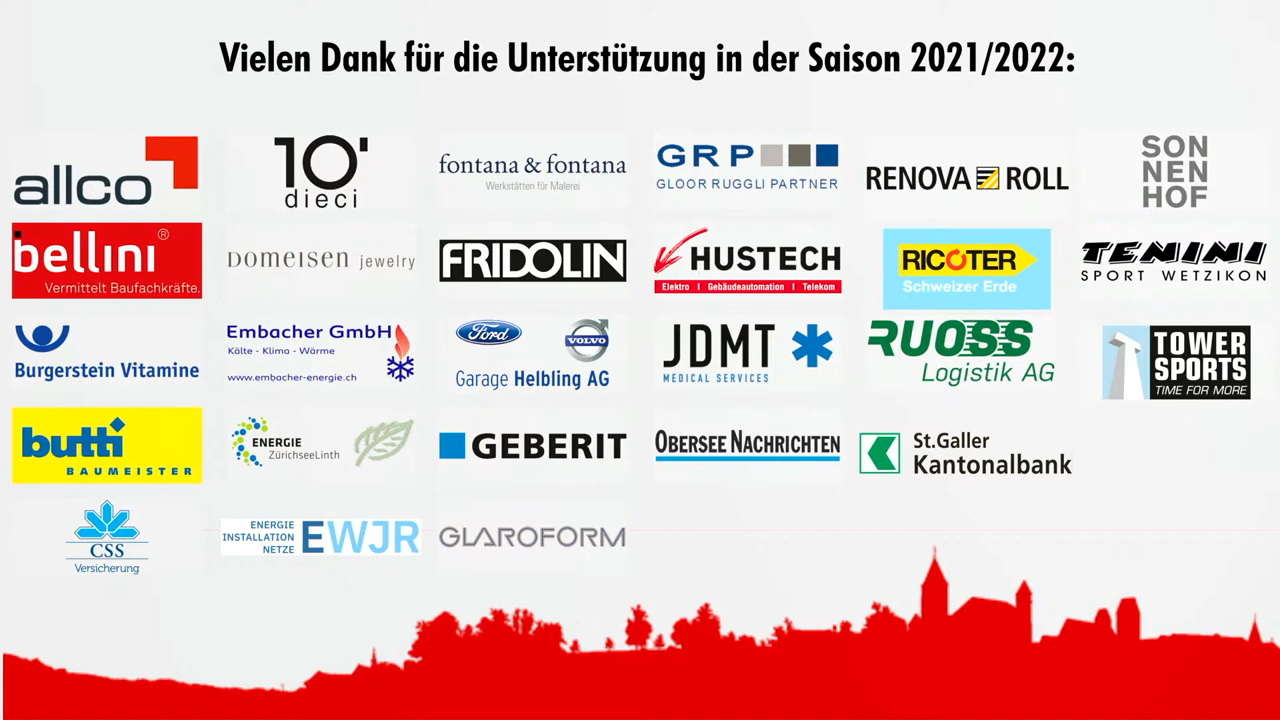 Vielen Dank für die Unterstützung in der Saison 2021/2022:
allco
10'
dieci
fontana & fontana
Werkstätten für Malerei
GRP
GLOOR RUGGLI PARTNER
RENOVA ROLL
SON
NEN
HOF
bellini®
Vermittelt Baufachkräfte.
DOMEISEN jewelry
FRIDOLIN
HUSTECH
Elektro I Gebäudeautomation I Telekom
RICOTER
Schweizer Erde
TENINI
SPORT WETZIKON
Burgerstein Vitamine
Embacher GmbH
Kälte - Klima - Wärme
www.embacher-energie.ch
Ford
VOLVO
Garage Helbling AG
JDMT
MEDICAL SERVICES
RUOSS
Logistik AG
TOWER
SPORTS
TIME FOR MORE
butti
BAUMEISTER
ENERGIE
ZürichseeLinth
GEBERIT
OBERSEE NACHRICHTEN
St.Galler
Kantonalbank
CSS
Versicherung
ENERGIE
INSTALLATION
NETZE
EWJR
GLAROFORM